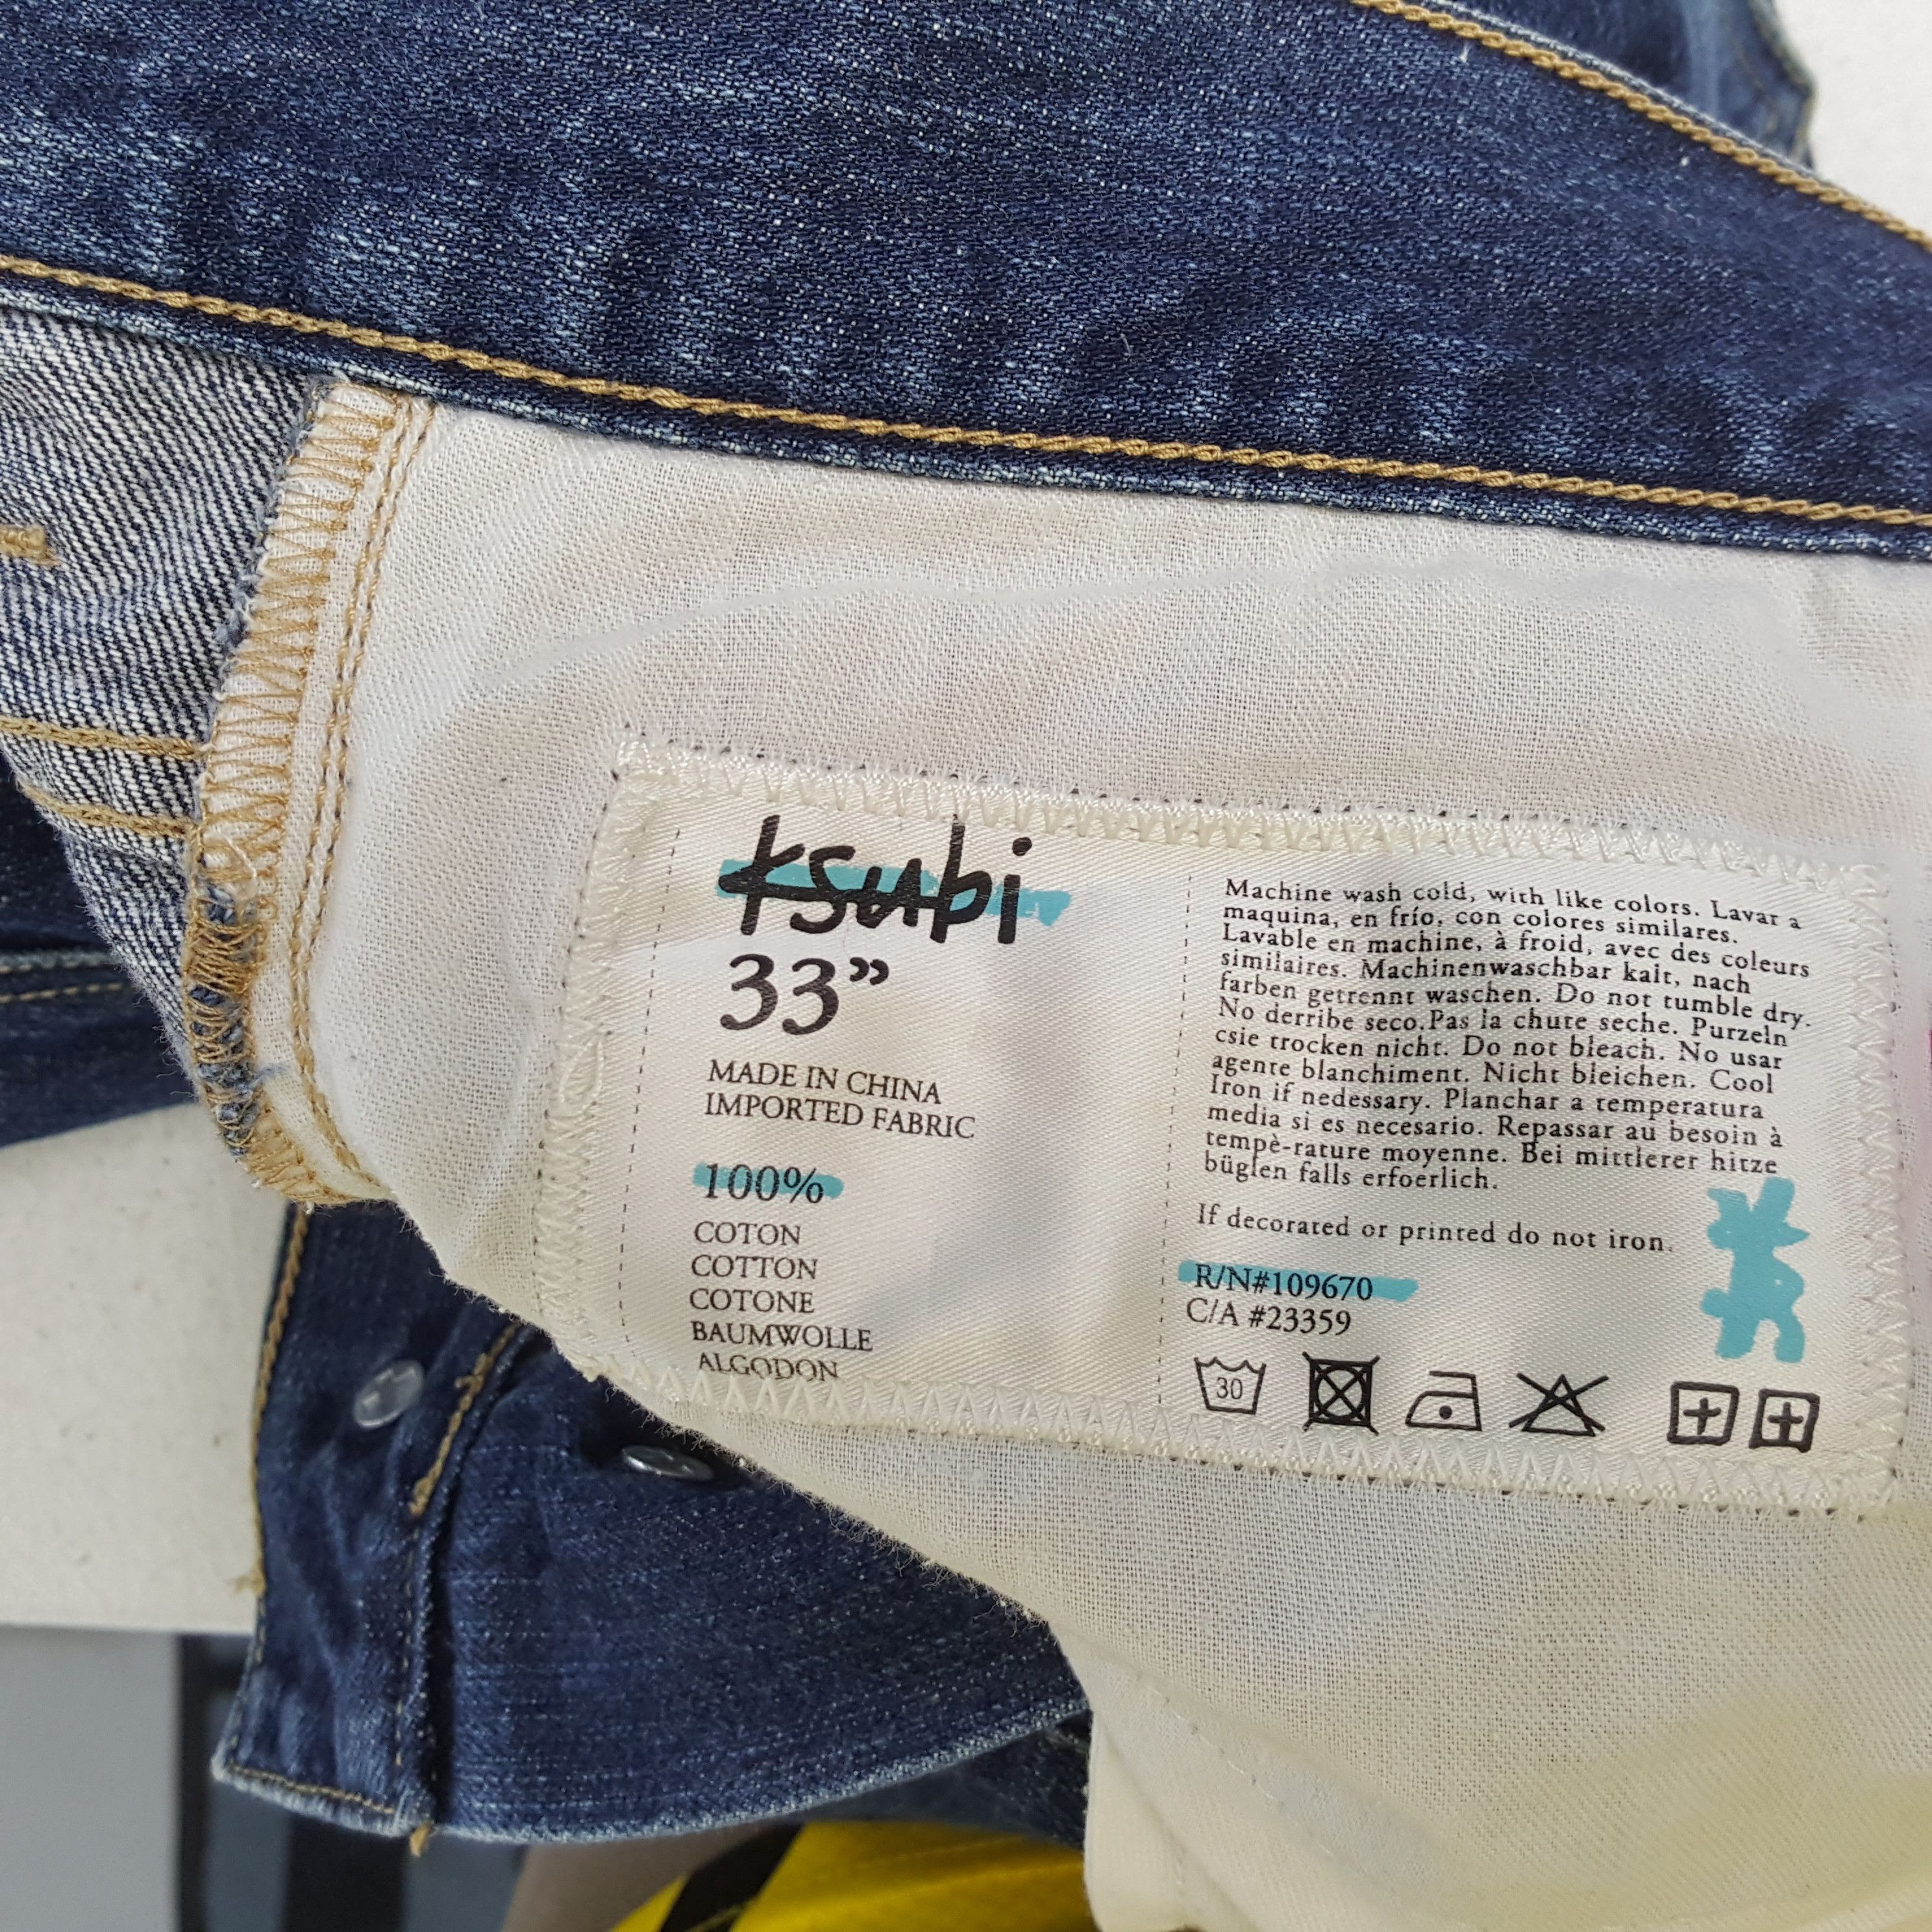 ksubi
33”
MADE IN CHINA
IMPORTED FABRIC
100%
COTON
COTTON
COTONE
BAUMWOLLE
ALGODON
Machine wash cold, with like colors. Lavar a
maquina, en frío, con colores similares.
Lavable en machine, à froid, avec des coleurs
similaires. Machinenwaschbar kalt, nach
farben getrennt waschen. Do not tumble dry.
No derribe seco.Pas la chute seche. Purzeln
csie trocken nicht. Do not bleach. No usar
agente blanchiment. Nicht bleichen. Cool
Iron if nedessary. Planchar a temperatura
media si es necesario. Repassar au besoin à
tempè-rature moyenne. Bei mittlerer hitze
büglen falls erfoerlich.
If decorated or printed do not iron.
R/N#109670
C/A #23359
30